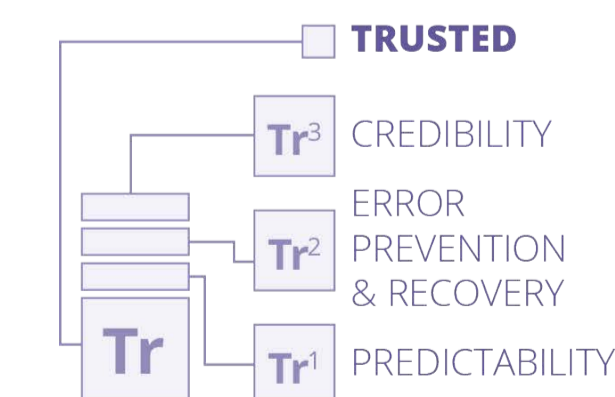 TRUSTED
Tr³ CREDIBILITY
ERROR
Tr² PREVENTION
& RECOVERY
Tr
Tr¹ PREDICTABILITY